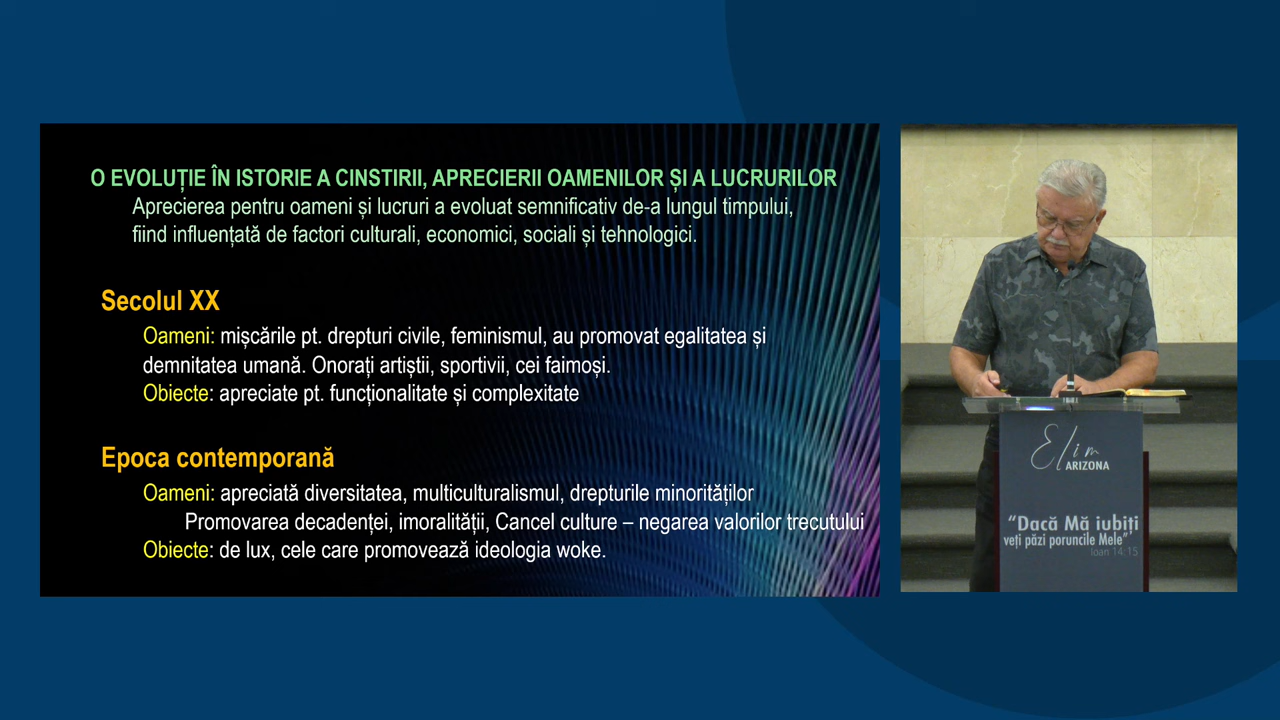 O EVOLUȚIE ÎN ISTORIE A CINSTIRII, APRECIERII OAMENILOR ȘI A LUCRURILOR
Aprecierea pentru oameni și lucruri a evoluat semnificativ de-a lungul timpului,
fiind influențată de factori culturali, economici, sociali și tehnologici.
Secolul XX
Oameni: mișcările pt. drepturi civile, feminismul, au promovat egalitatea și
demnitatea umană. Onorați artiștii, sportivii, cei faimoși.
Obiecte: apreciate pt. funcționalitate și complexitate
Epoca contemporană
Oameni: apreciată diversitatea, multiculturalismul, drepturile minorităților
Promovarea decadenței, imoralității, Cancel culture – negarea valorilor trecutului
Obiecte: de lux, cele care promovează ideologia woke.
Elim
ARIZONA
“Dacă Mă iubiți
veți păzi poruncile Mele”
Ioan 14:15